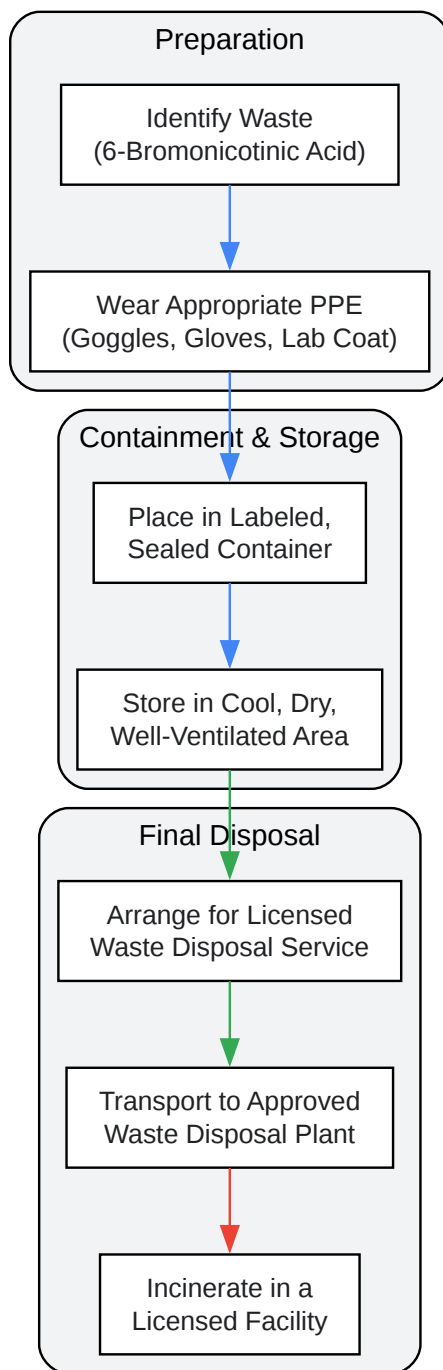 Preparation
Identify Waste
(6-Bromonicotinic Acid)
Wear Appropriate PPE
(Goggles, Gloves, Lab Coat)
Containment & Storage
Place in Labeled,
Sealed Container
Store in Cool, Dry,
Well-Ventilated Area
Final Disposal
Arrange for Licensed
Waste Disposal Service
Transport to Approved
Waste Disposal Plant
Incinerate in a
Licensed Facility